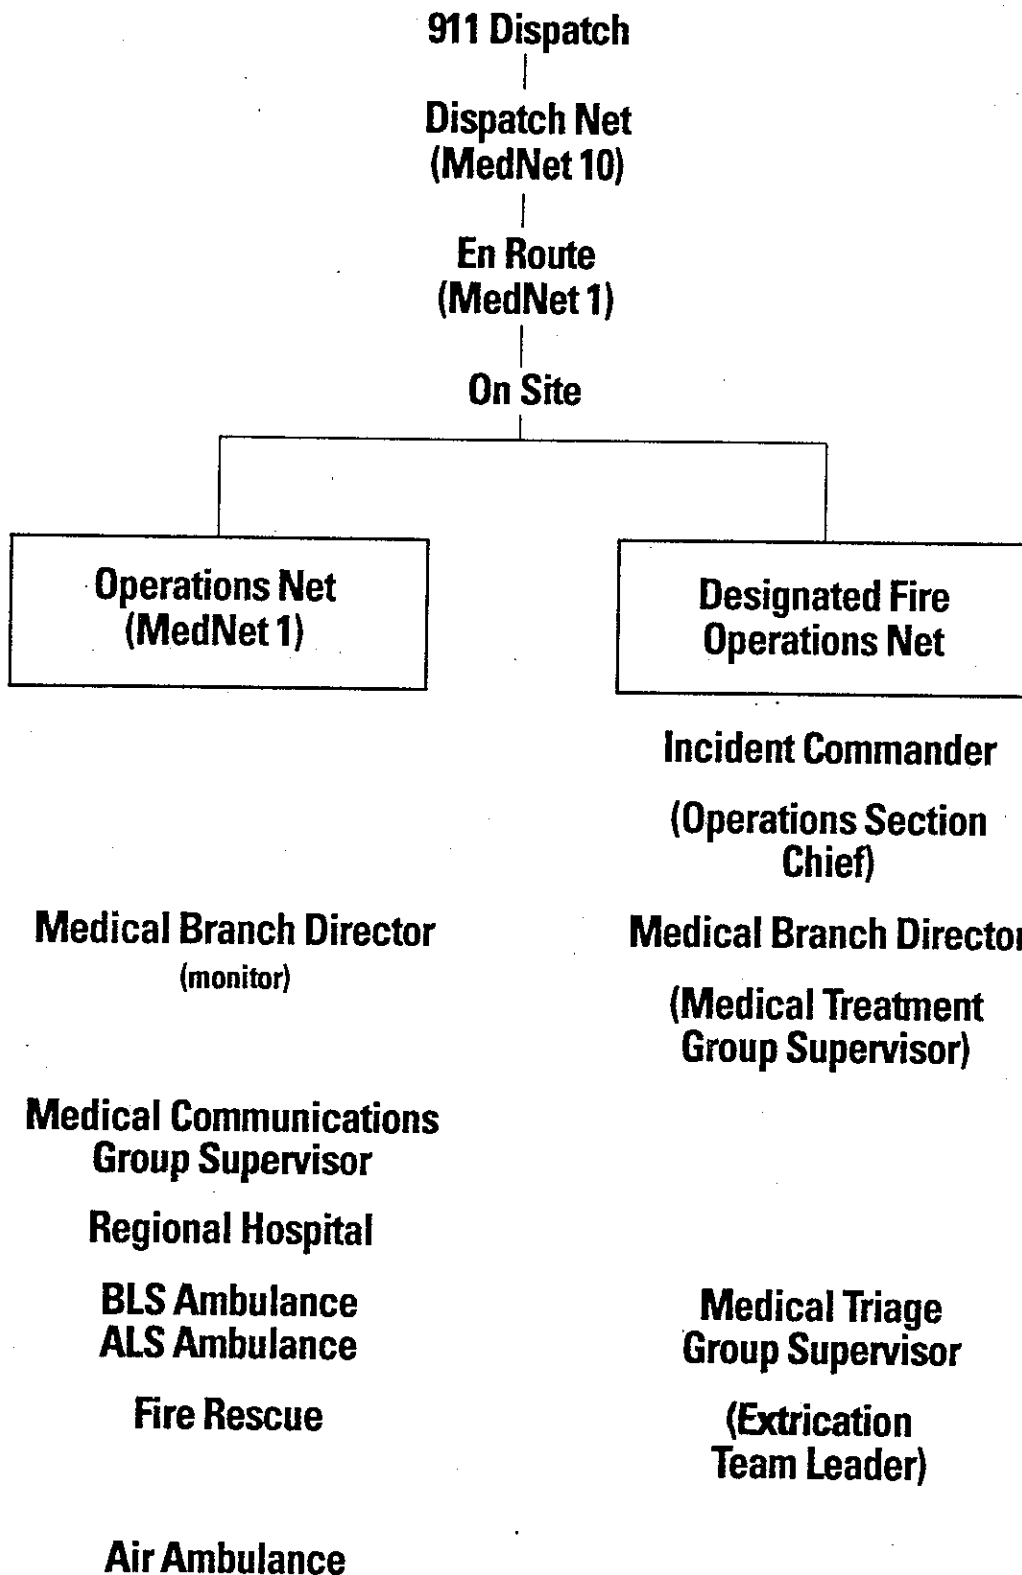 911 Dispatch
Dispatch Net
(MedNet 10)
En Route
(MedNet 1)
On Site
Operations Net
(MedNet 1)
Medical Branch Director
(monitor)
Medical Communications
Group Supervisor
Regional Hospital
BLS Ambulance
ALS Ambulance
Fire Rescue
Air Ambulance
Designated Fire
Operations Net
Incident Commander
(Operations Section
Chief)
Medical Branch Director
(Medical Treatment
Group Supervisor)
Medical Triage
Group Supervisor
(Extrication
Team Leader)